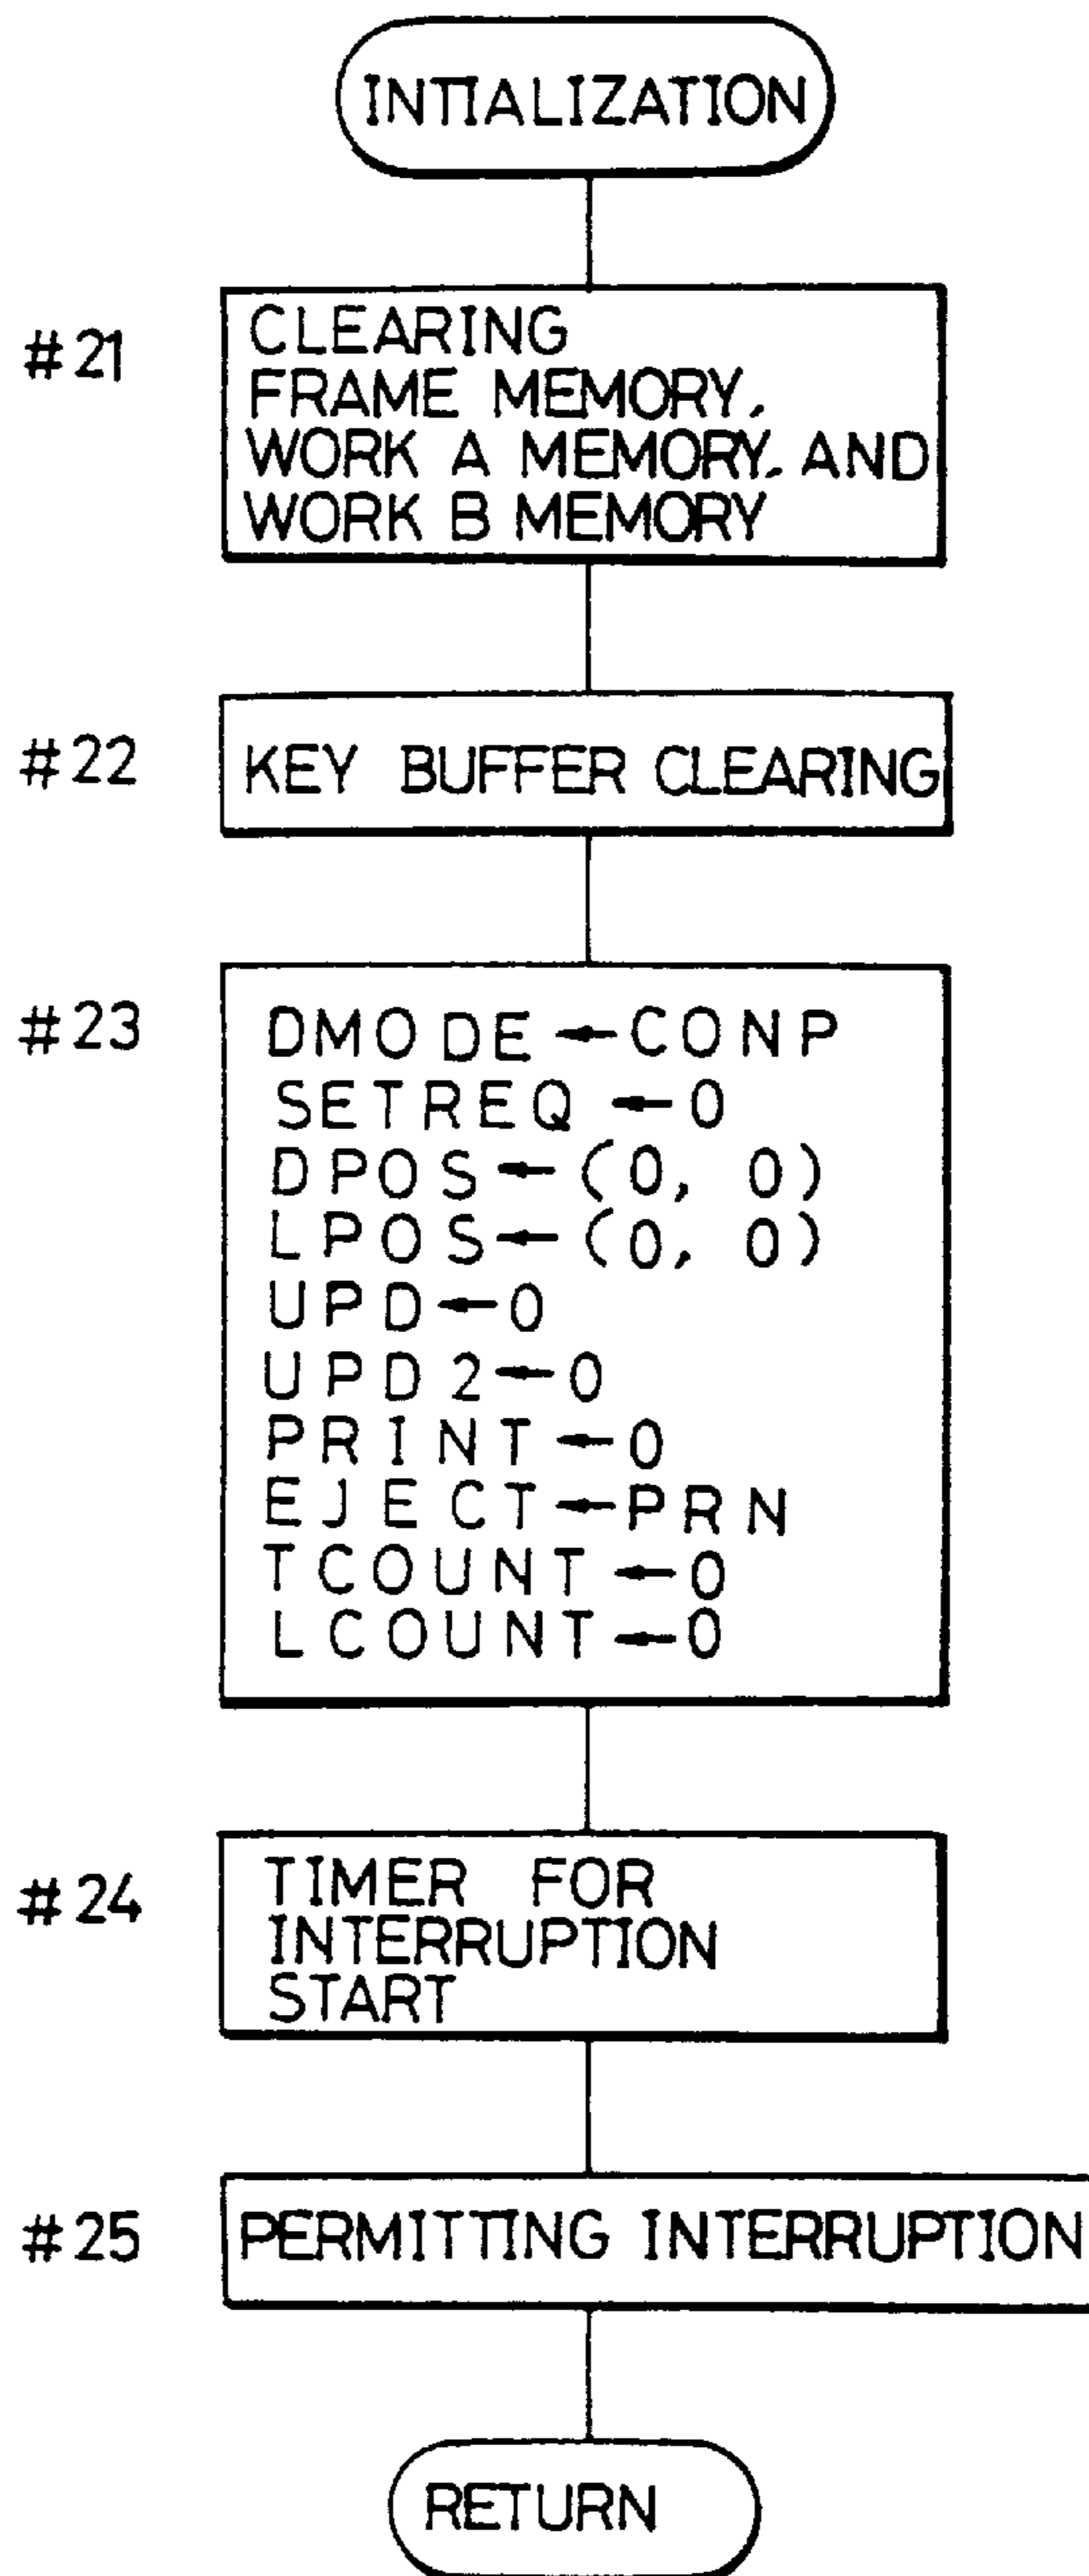 INTIALIZATION
#21
CLEARING
FRAME MEMORY,
WORK A MEMORY, AND
WORK B MEMORY
#22
KEY BUFFER CLEARING
#23
DMODE ← CONP
SETREQ ← 0
DPOS ← (0, 0)
LPOS ← (0, 0)
UPD ← 0
UPD2 ← 0
PRINT ← 0
EJECT ← PRN
TCOUNT ← 0
LCOUNT ← 0
#24
TIMER FOR
INTERRUPTION
START
#25
PERMITTING INTERRUPTION
RETURN